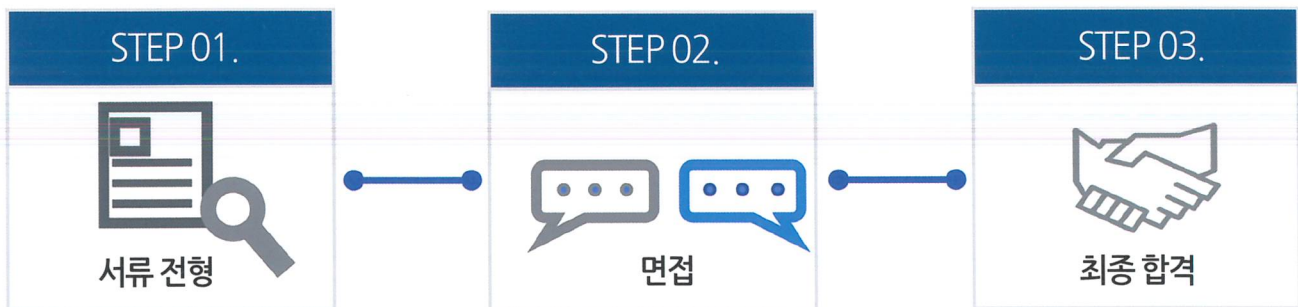 STEP 01.
서류 전형
STEP 02.
면접
STEP 03.
최종 합격